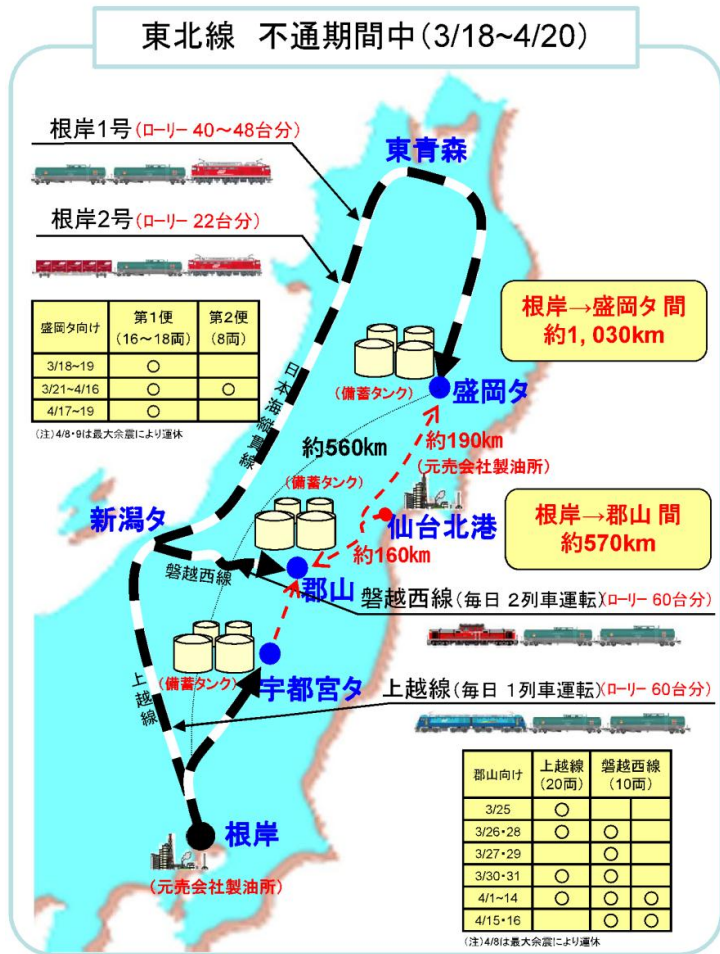 東北線 不通期間中(3/18~4/20)
根岸1号(ローリー 40～48台分)
東青森
根岸2号(ローリー 22台分)
盛岡タ向け 第1便(16～18両) 第2便(8両)
3/18~19 ○
3/21~4/16 ○ ○
4/17~19 ○
(注)4/8・9は最大余震により運休
根岸→盛岡タ 間
約1,030km
(備蓄タンク)
盛岡タ
日本海縦貫線
約560km
約190km
(元売会社製油所)
(備蓄タンク)
新潟タ
仙台北港
根岸→郡山 間
約570km
約160km
磐越西線
郡山
磐越西線(毎日 2列車運転)(ローリー 60台分)
(備蓄タンク)
宇都宮タ
上越線
上越線(毎日 1列車運転)(ローリー 60台分)
根岸
(元売会社製油所)
郡山向け 上越線(20両) 磐越西線(10両)
3/25 ○
3/26・28 ○ ○
3/27・29 ○
3/30・31 ○ ○
4/1~14 ○ ○ ○
4/15・16 ○ ○
(注)4/8は最大余震により運休